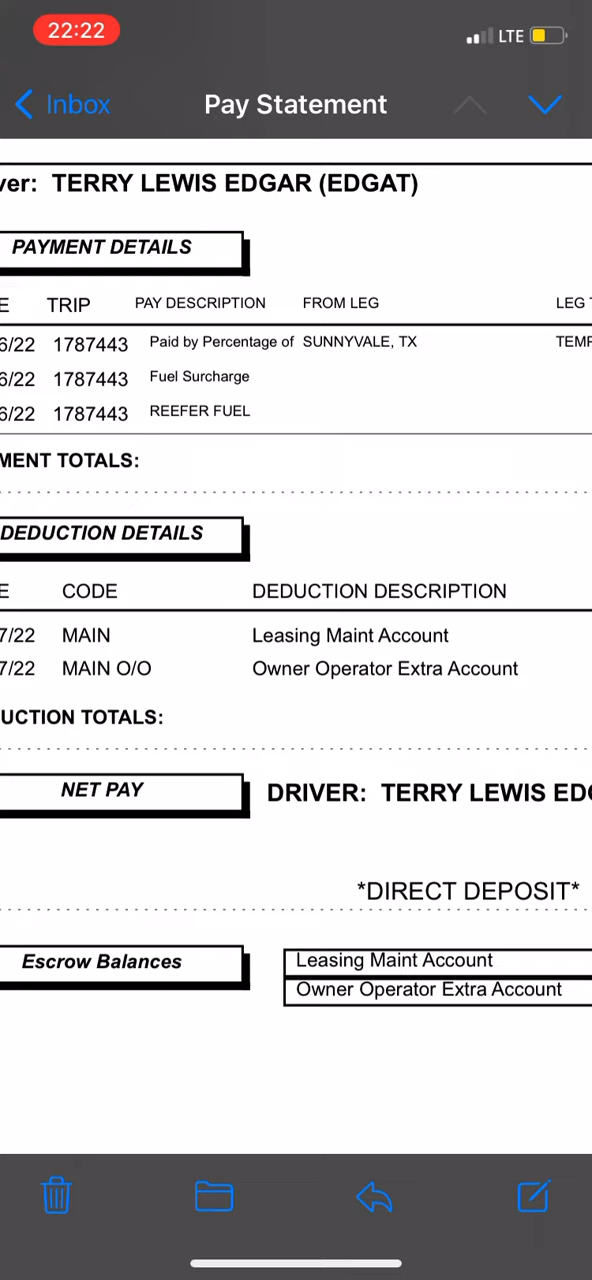 22:22
LTE
Inbox
Pay Statement
ver: TERRY LEWIS EDGAR (EDGAT)
PAYMENT DETAILS
E TRIP PAY DESCRIPTION FROM LEG LEG T
6/22 1787443 Paid by Percentage of SUNNYVALE, TX TEMP
6/22 1787443 Fuel Surcharge
6/22 1787443 REEFER FUEL
MENT TOTALS:
DEDUCTION DETAILS
E CODE DEDUCTION DESCRIPTION
7/22 MAIN Leasing Maint Account
7/22 MAIN O/O Owner Operator Extra Account
UCTION TOTALS:
NET PAY DRIVER: TERRY LEWIS EDG
*DIRECT DEPOSIT*
Escrow Balances Leasing Maint Account
Owner Operator Extra Account